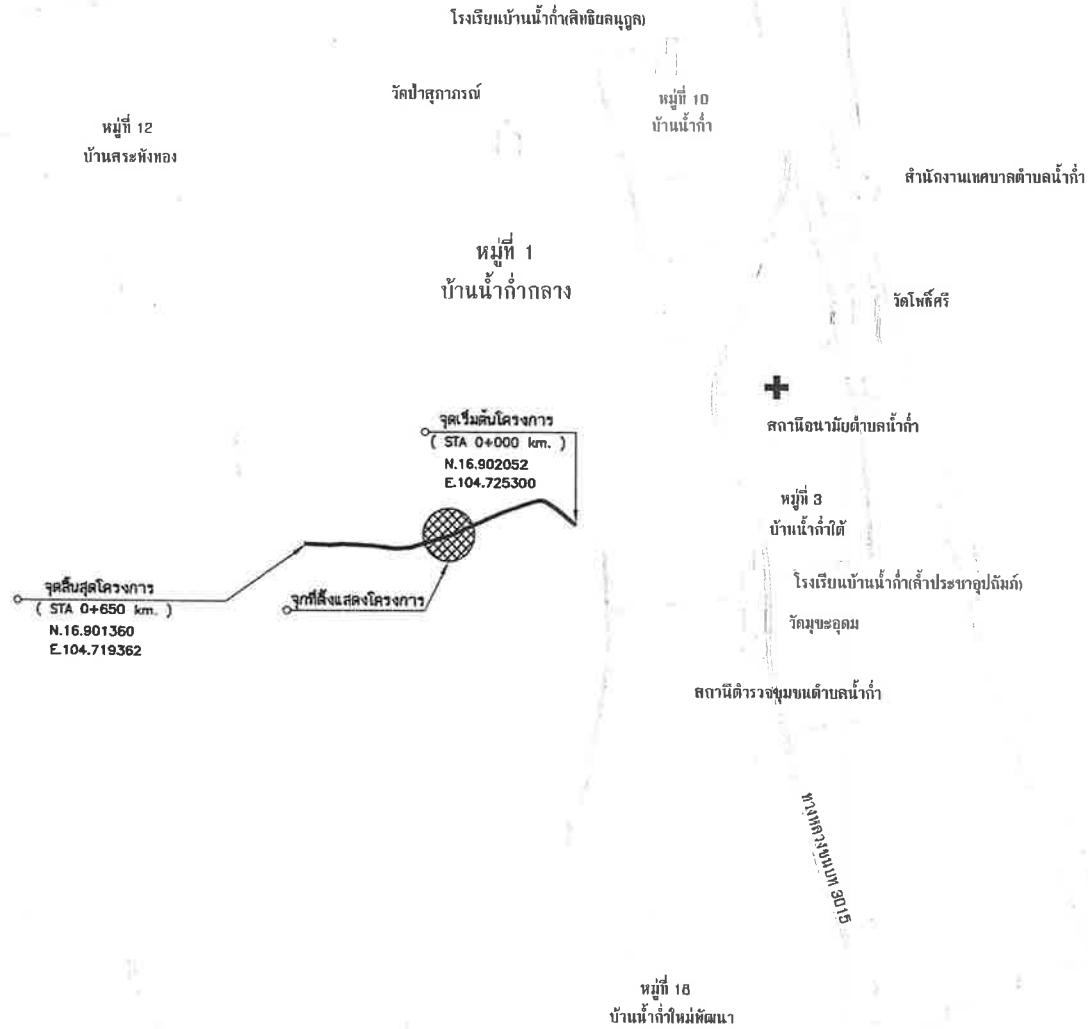 โรงเรียนบ้านน้ำก่ำ(สิทธิยลนุกูล)
วัดป่าสุภาภรณ์
หมู่ที่ 10
บ้านน้ำก่ำ
หมู่ที่ 12
บ้านสระพังทอง
สำนักงานเทศบาลตำบลน้ำก่ำ
หมู่ที่ 1
บ้านน้ำก่ำกลาง
วัดโพธิ์ศรี
สถานีอนามัยตำบลน้ำก่ำ
จุดเริ่มต้นโครงการ
( STA 0+000 km. )
N.16.902052
E.104.725300
หมู่ที่ 3
บ้านน้ำก่ำใต้
โรงเรียนบ้านน้ำก่ำ(ค่ำประชาอุปถัมภ์)
วัดมุขะอุดม
จุดสิ้นสุดโครงการ
( STA 0+650 km. )
N.16.901360
E.104.719362
จุกที่ตั้งแสดงโครงการ
สถานีตำรวจชุมชนตำบลน้ำก่ำ
ทางหลวงชนบท 3015
หมู่ที่ 18
บ้านน้ำก่ำใหม่พัฒนา